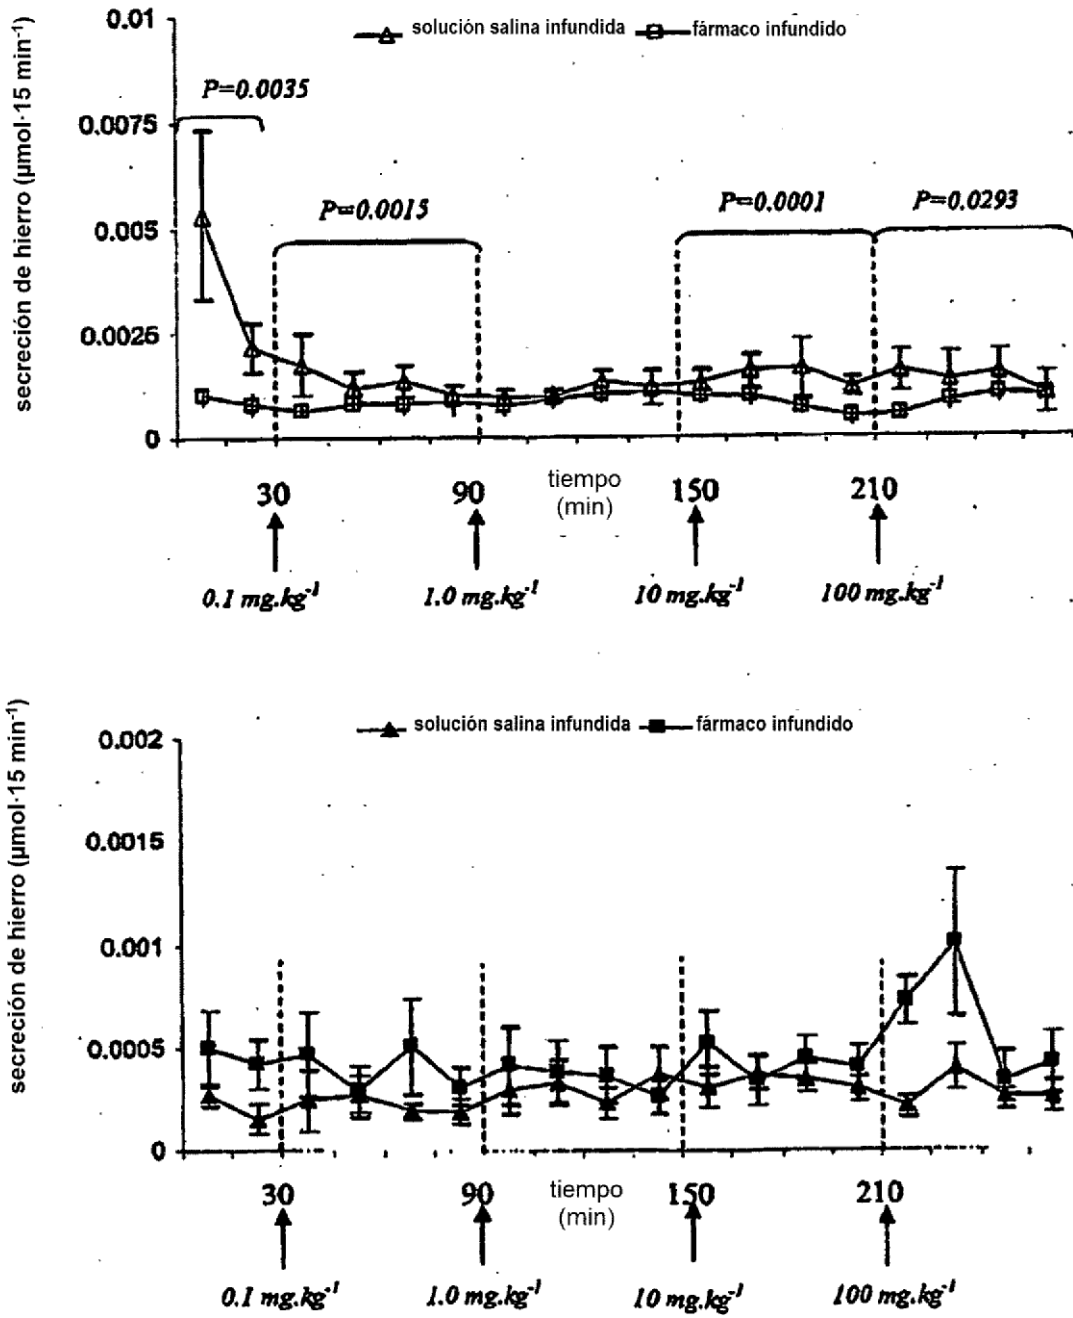 secreción de hierro (µmol·15 min⁻¹)
0.01
solución salina infundida
fármaco infundido
P=0.0035
0.0075
P=0.0015
P=0.0001
P=0.0293
0.005
0.0025
0
30
90
tiempo
(min)
150
210
0.1 mg.kg⁻¹
1.0 mg.kg⁻¹
10 mg.kg⁻¹
100 mg.kg⁻¹
secreción de hierro (µmol·15 min⁻¹)
solución salina infundida
fármaco infundido
0.002
0.0015
0.001
0.0005
0
30
90
tiempo
(min)
150
210
0.1 mg.kg⁻¹
1.0 mg.kg⁻¹
10 mg.kg⁻¹
100 mg.kg⁻¹